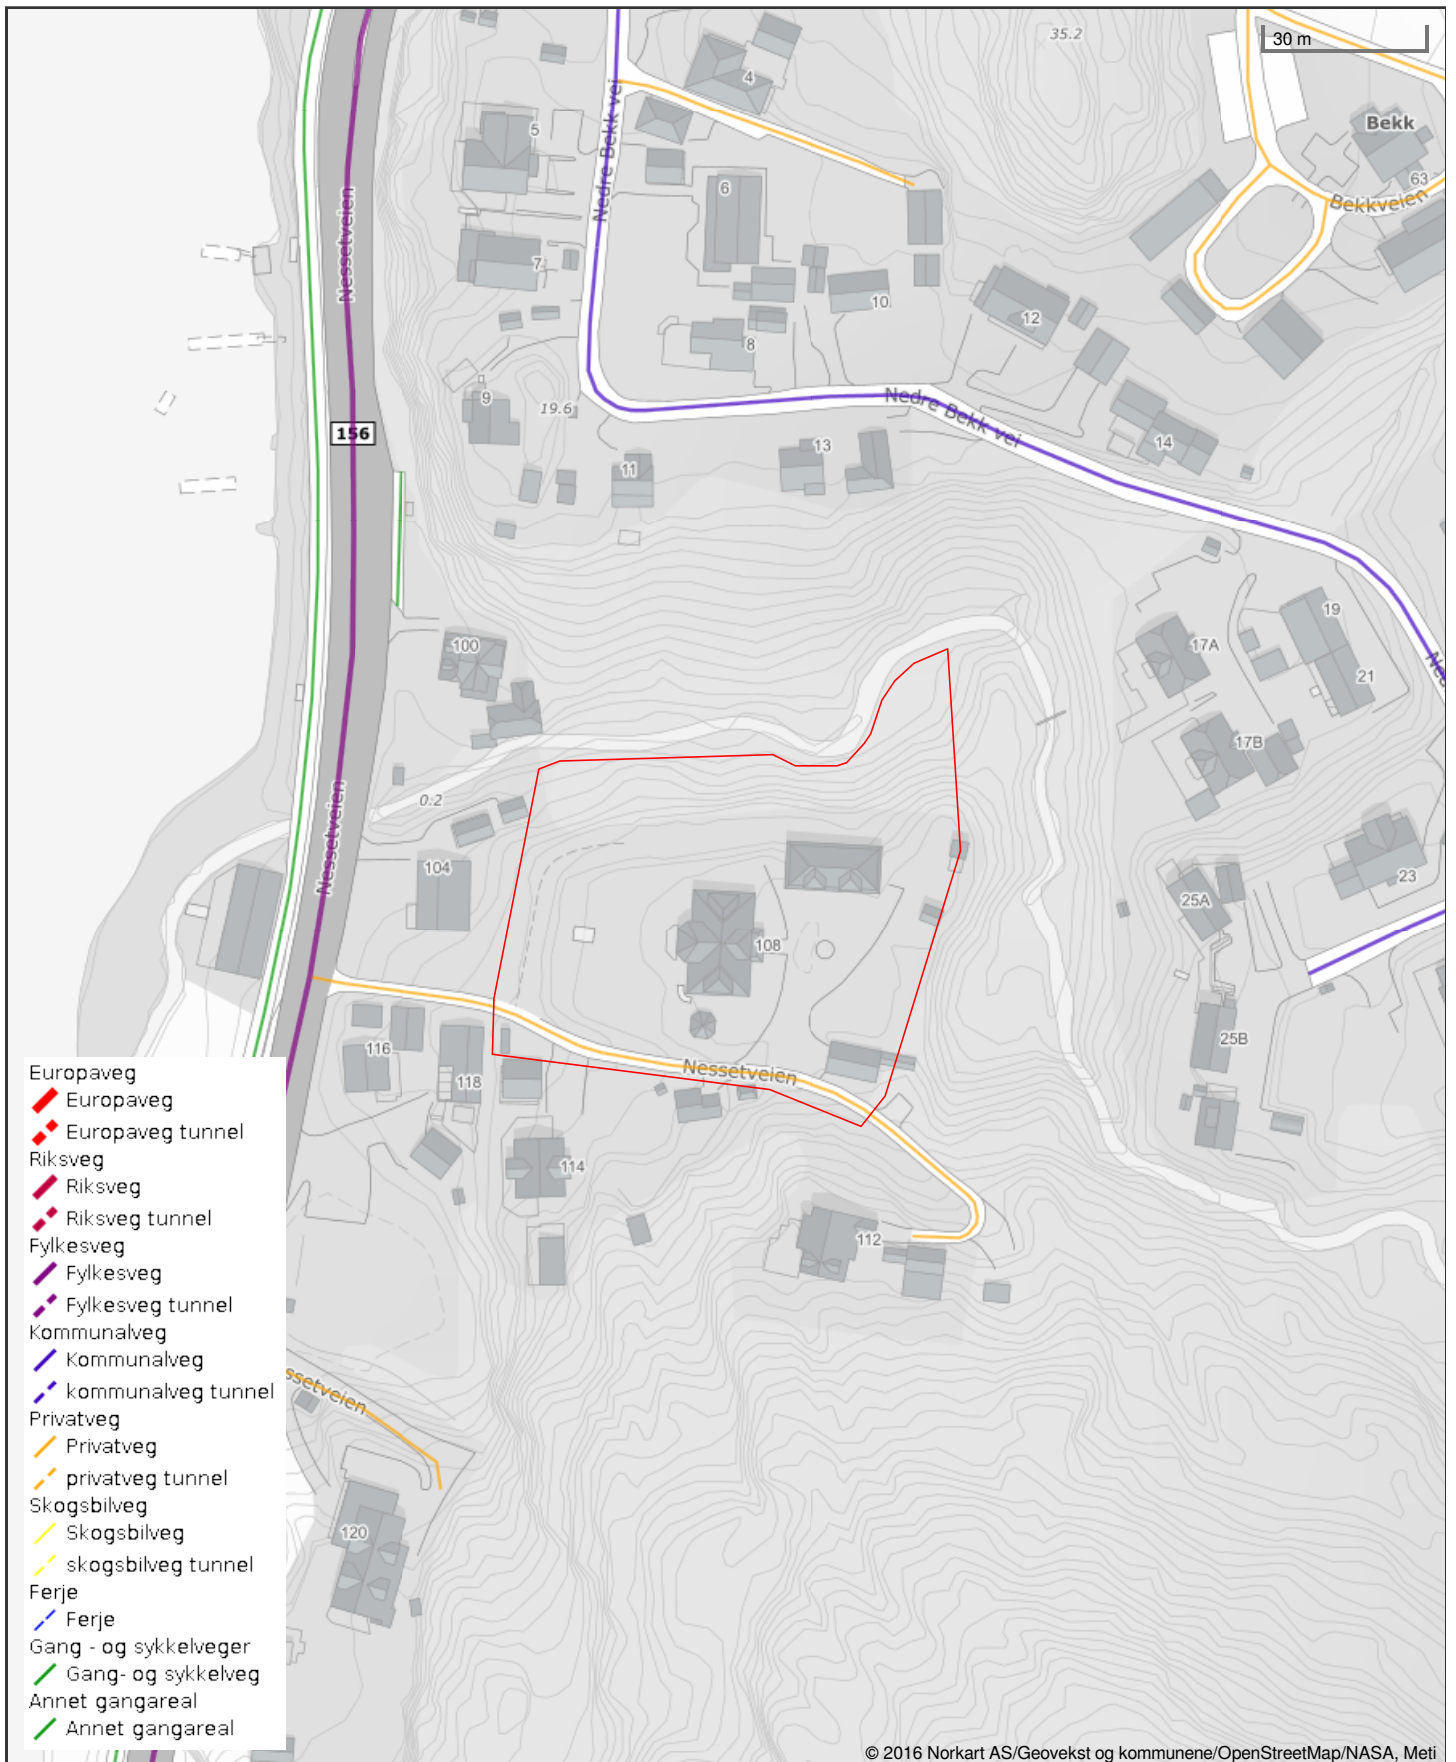 35.2
30 m
4
Bekk
5
Nedre Bekk vei
6
63
Bekkveien
Nessetveien
7
10
12
8
9
19.6
Nedre Bekk vei
156
13
14
11
19
100
17A
21
17B
0.2
Nessetveien
104
23
25A
108
116
25B
Nessetveien
118
114
112
Europaveg
Europaveg
Europaveg tunnel
Riksveg
Riksveg
Riksveg tunnel
Fylkesveg
Fylkesveg
Fylkesveg tunnel
Kommunalveg
Kommunalveg
kommunalveg tunnel
Privatveg
Privatveg
privatveg tunnel
Skogsbilveg
Skogsbilveg
skogsbilveg tunnel
Ferje
Ferje
Gang - og sykkelveger
Gang- og sykkelveg
Annet gangareal
Annet gangareal
ssetveien
120
© 2016 Norkart AS/Geovekst og kommunene/OpenStreetMap/NASA, Meti